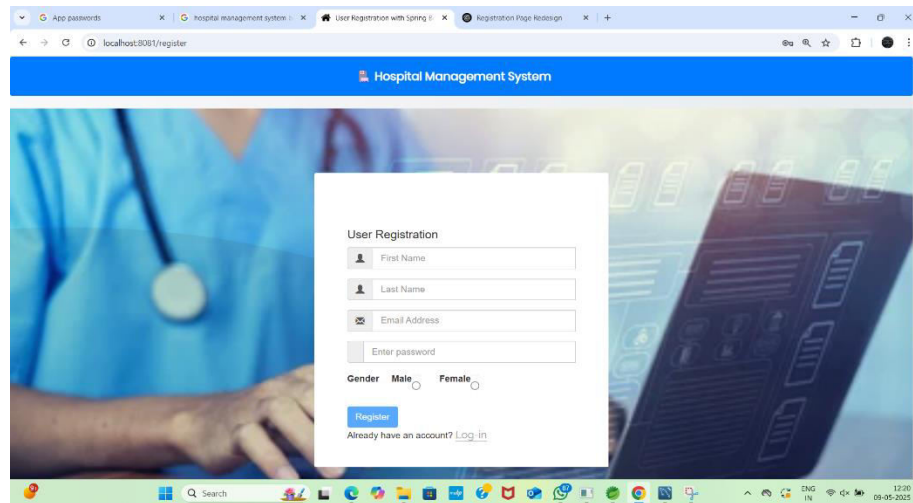 App passwords
hospital management system
User Registration with Spring B
Registration Page Redesign
localhost:8081/register
Hospital Management System
User Registration
First Name
Last Name
Email Address
Enter password
Gender Male Female
Register
Already have an account? Log-in
Search
ENG
IN
12:20
09-05-2025